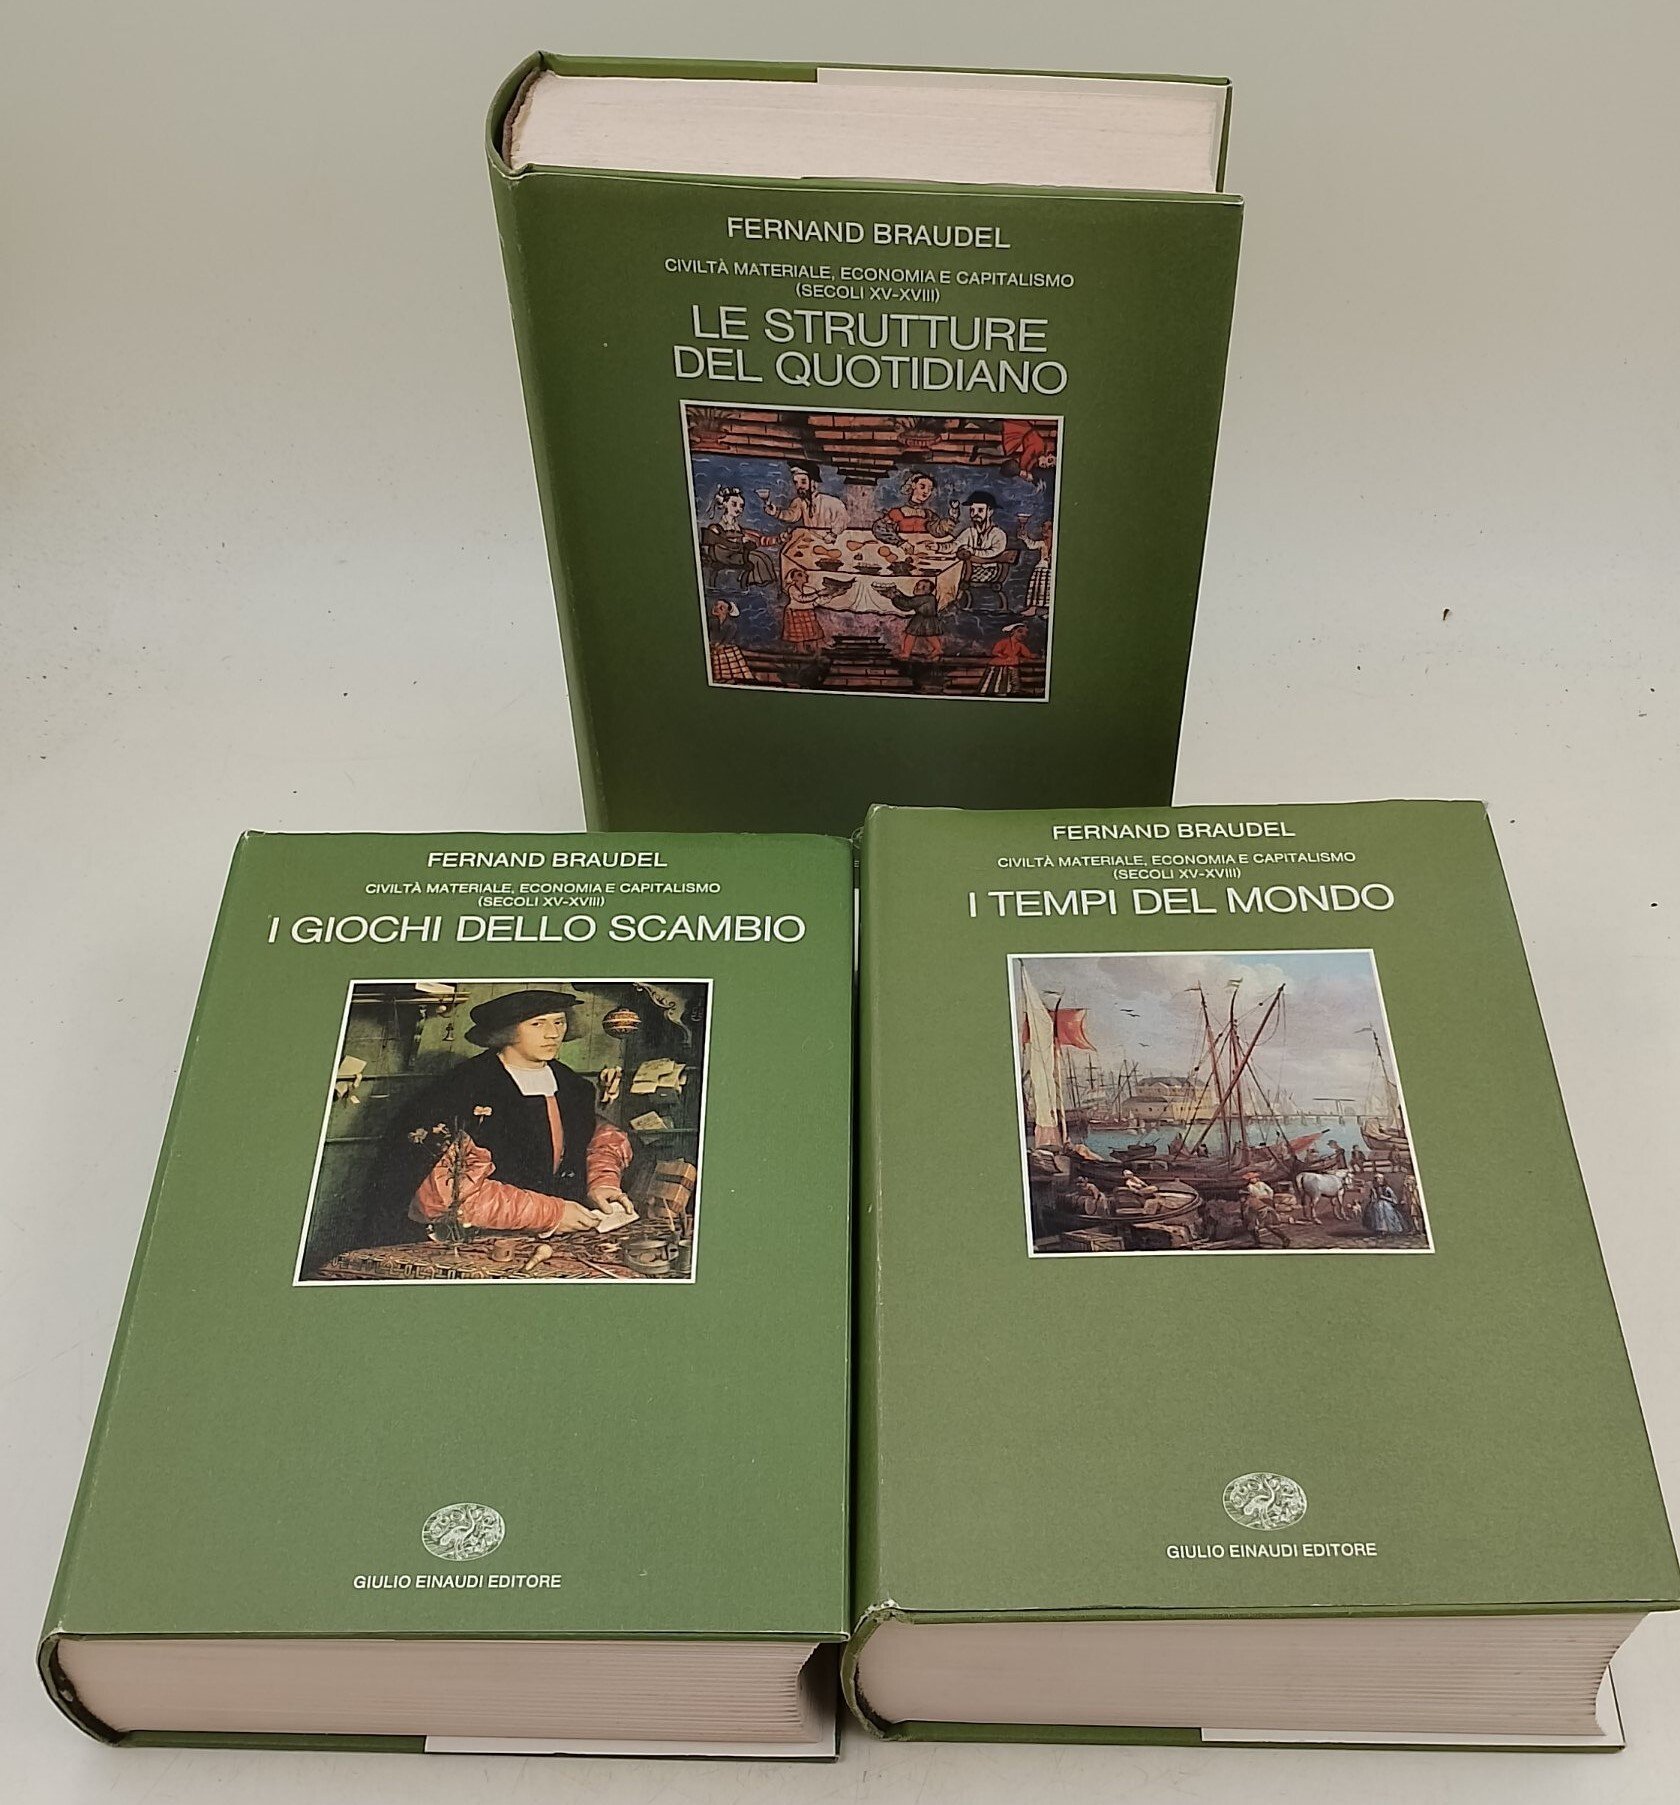 FERNAND BRAUDEL
CIVILTÀ MATERIALE, ECONOMIA E CAPITALISMO
(SECOLI XV-XVIII)
LE STRUTTURE
DEL QUOTIDIANO
FERNAND BRAUDEL
CIVILTÀ MATERIALE, ECONOMIA E CAPITALISMO
(SECOLI XV-XVIII)
I GIOCHI DELLO SCAMBIO
GIULIO EINAUDI EDITORE
FERNAND BRAUDEL
CIVILTÀ MATERIALE, ECONOMIA E CAPITALISMO
(SECOLI XV-XVIII)
I TEMPI DEL MONDO
GIULIO EINAUDI EDITORE